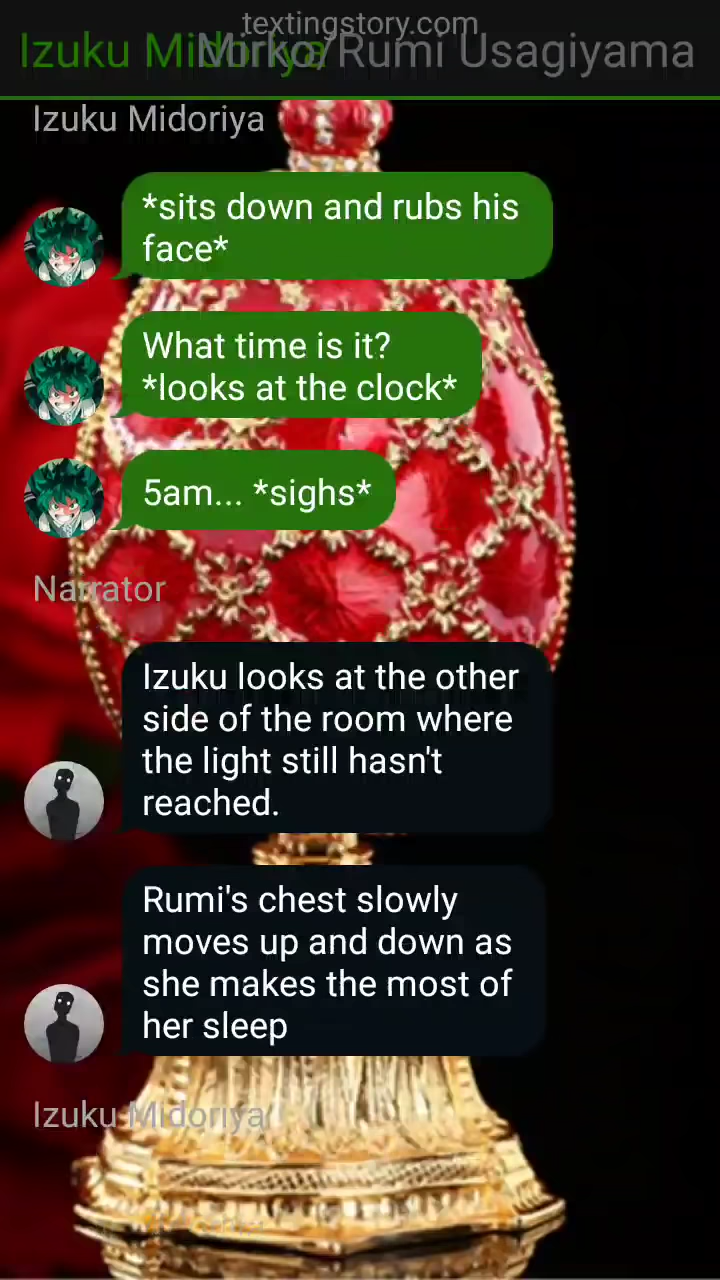 textingstory.com
Izuku Midoriya
Mirko/Rumi Usagiyama
Izuku Midoriya
*sits down and rubs his
face*
What time is it?
*looks at the clock*
5am... *sighs*
Narrator
Izuku looks at the other
side of the room where
the light still hasn't
reached.
Rumi's chest slowly
moves up and down as
she makes the most of
her sleep
Izuku Midoriya